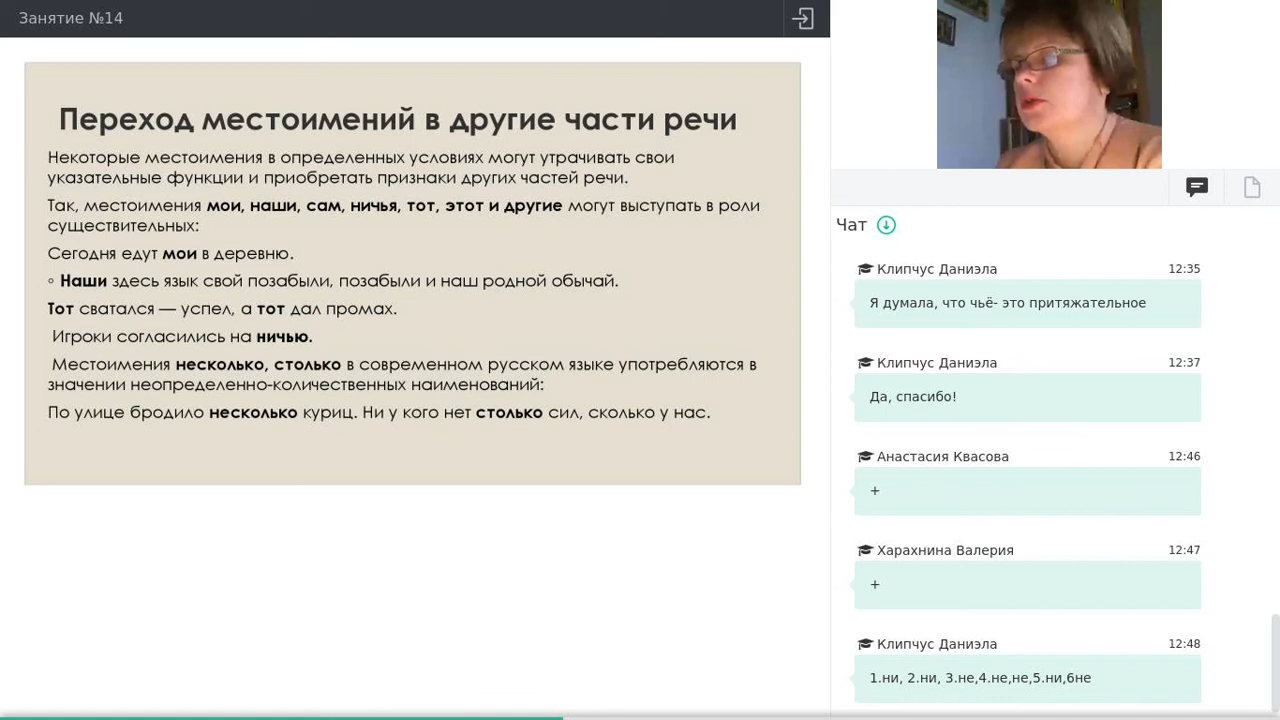 Занятие №14
Переход местоимений в другие части речи
Некоторые местоимения в определенных условиях могут утрачивать свои
указательные функции и приобретать признаки других частей речи.
Так, местоимения мои, наши, сам, ничья, тот, этот и другие могут выступать в роли
существительных:
Сегодня едут мои в деревню.
◦ Наши здесь язык свой позабыли, позабыли и наш родной обычай.
Тот сватался — успел, а тот дал промах.
Игроки согласились на ничью.
Местоимения несколько, столько в современном русском языке употребляются в
значении неопределенно-количественных наименований:
По улице бродило несколько куриц. Ни у кого нет столько сил, сколько у нас.
Чат
Клипчус Даниэла 12:35
Я думала, что чьё- это притяжательное
Клипчус Даниэла 12:37
Да, спасибо!
Анастасия Квасова 12:46
+
Харахнина Валерия 12:47
+
Клипчус Даниэла 12:48
1.ни, 2.ни, 3.не,4.не,не,5.ни,6не